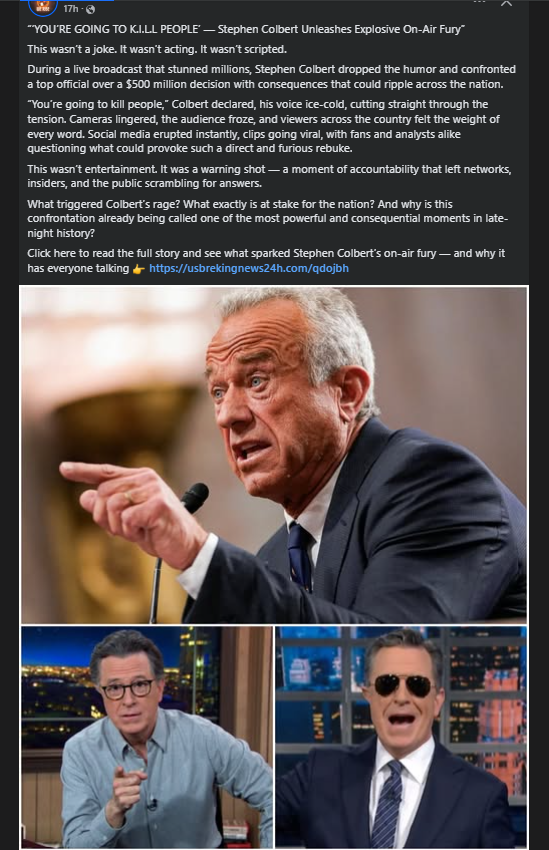 17h ·
"'YOU'RE GOING TO K.I.L.L PEOPLE' — Stephen Colbert Unleashes Explosive On-Air Fury"
This wasn't a joke. It wasn't acting. It wasn't scripted.
During a live broadcast that stunned millions, Stephen Colbert dropped the humor and confronted
a top official over a $500 million decision with consequences that could ripple across the nation.
"You're going to kill people," Colbert declared, his voice ice-cold, cutting straight through the
tension. Cameras lingered, the audience froze, and viewers across the country felt the weight of
every word. Social media erupted instantly, clips going viral, with fans and analysts alike
questioning what could provoke such a direct and furious rebuke.
This wasn't entertainment. It was a warning shot — a moment of accountability that left networks,
insiders, and the public scrambling for answers.
What triggered Colbert's rage? What exactly is at stake for the nation? And why is this
confrontation already being called one of the most powerful and consequential moments in late-
night history?
Click here to read the full story and see what sparked Stephen Colbert's on-air fury — and why it
has everyone talking 👉 https://usbrekingnews24h.com/qdojbh